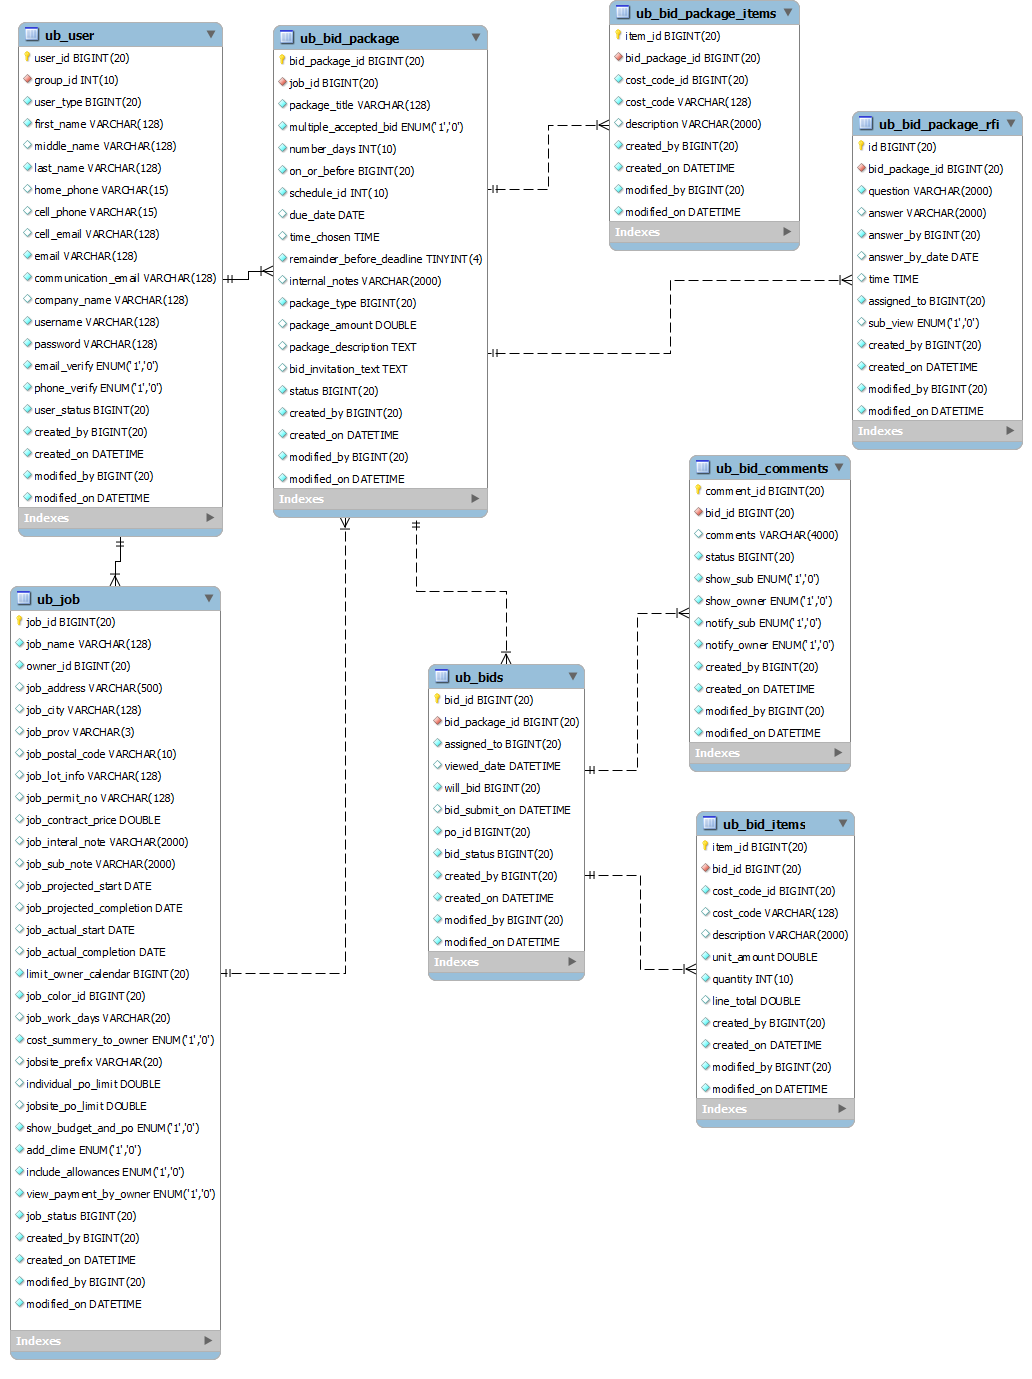 ub_user
user_id BIGINT(20)
group_id INT(10)
user_type BIGINT(20)
first_name VARCHAR(128)
middle_name VARCHAR(128)
last_name VARCHAR(128)
home_phone VARCHAR(15)
cell_phone VARCHAR(15)
cell_email VARCHAR(128)
email VARCHAR(128)
communication_email VARCHAR(128)
company_name VARCHAR(128)
username VARCHAR(128)
password VARCHAR(128)
email_verify ENUM('1','0')
phone_verify ENUM('1','0')
user_status BIGINT(20)
created_by BIGINT(20)
created_on DATETIME
modified_by BIGINT(20)
modified_on DATETIME
Indexes
ub_bid_package
bid_package_id BIGINT(20)
job_id BIGINT(20)
package_title VARCHAR(128)
multiple_accepted_bid ENUM('1','0')
number_days INT(10)
on_or_before BIGINT(20)
schedule_id INT(10)
due_date DATE
time_chosen TIME
remainder_before_deadline TINYINT(4)
internal_notes VARCHAR(2000)
package_type BIGINT(20)
package_amount DOUBLE
package_description TEXT
bid_invitation_text TEXT
status BIGINT(20)
created_by BIGINT(20)
created_on DATETIME
modified_by BIGINT(20)
modified_on DATETIME
Indexes
ub_bid_package_items
item_id BIGINT(20)
bid_package_id BIGINT(20)
cost_code_id BIGINT(20)
cost_code VARCHAR(128)
description VARCHAR(2000)
created_by BIGINT(20)
created_on DATETIME
modified_by BIGINT(20)
modified_on DATETIME
Indexes
ub_bid_package_rfi
id BIGINT(20)
bid_package_id BIGINT(20)
question VARCHAR(2000)
answer VARCHAR(2000)
answer_by BIGINT(20)
answer_by_date DATE
time TIME
assigned_to BIGINT(20)
sub_view ENUM('1','0')
created_by BIGINT(20)
created_on DATETIME
modified_by BIGINT(20)
modified_on DATETIME
Indexes
ub_bid_comments
comment_id BIGINT(20)
bid_id BIGINT(20)
comments VARCHAR(4000)
status BIGINT(20)
show_sub ENUM('1','0')
show_owner ENUM('1','0')
notify_sub ENUM('1','0')
notify_owner ENUM('1','0')
created_by BIGINT(20)
created_on DATETIME
modified_by BIGINT(20)
modified_on DATETIME
Indexes
ub_job
job_id BIGINT(20)
job_name VARCHAR(128)
owner_id BIGINT(20)
job_address VARCHAR(500)
job_city VARCHAR(128)
job_prov VARCHAR(3)
job_postal_code VARCHAR(10)
job_lot_info VARCHAR(128)
job_permit_no VARCHAR(128)
job_contract_price DOUBLE
job_interal_note VARCHAR(2000)
job_sub_note VARCHAR(2000)
job_projected_start DATE
job_projected_completion DATE
job_actual_start DATE
job_actual_completion DATE
limit_owner_calendar BIGINT(20)
job_color_id BIGINT(20)
job_work_days VARCHAR(20)
cost_summery_to_owner ENUM('1','0')
jobsite_prefix VARCHAR(20)
individual_po_limit DOUBLE
jobsite_po_limit DOUBLE
show_budget_and_po ENUM('1','0')
add_clime ENUM('1','0')
include_allowances ENUM('1','0')
view_payment_by_owner ENUM('1','0')
job_status BIGINT(20)
created_by BIGINT(20)
created_on DATETIME
modified_by BIGINT(20)
modified_on DATETIME
Indexes
ub_bids
bid_id BIGINT(20)
bid_package_id BIGINT(20)
assigned_to BIGINT(20)
viewed_date DATETIME
will_bid BIGINT(20)
bid_submit_on DATETIME
po_id BIGINT(20)
bid_status BIGINT(20)
created_by BIGINT(20)
created_on DATETIME
modified_by BIGINT(20)
modified_on DATETIME
Indexes
ub_bid_items
item_id BIGINT(20)
bid_id BIGINT(20)
cost_code_id BIGINT(20)
cost_code VARCHAR(128)
description VARCHAR(2000)
unit_amount DOUBLE
quantity INT(10)
line_total DOUBLE
created_by BIGINT(20)
created_on DATETIME
modified_by BIGINT(20)
modified_on DATETIME
Indexes